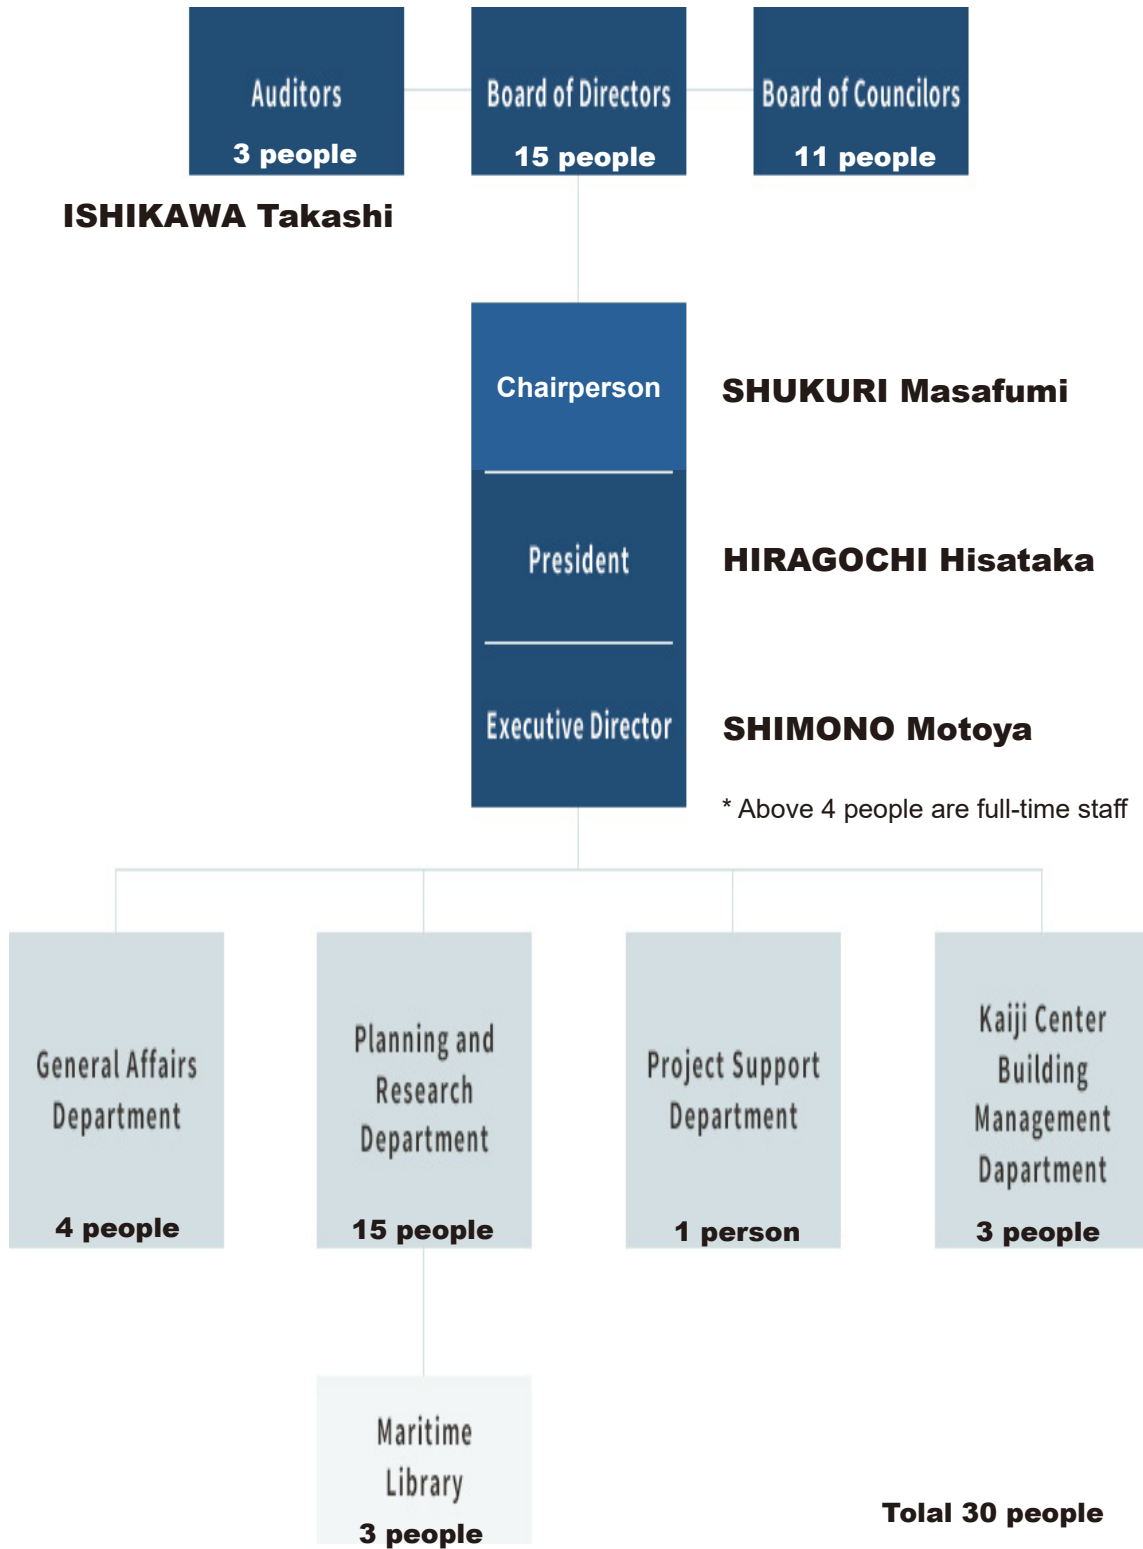 Auditors
3 people
Board of Directors
15 people
Board of Councilors
11 people
ISHIKAWA Takashi
Chairperson
SHUKURI Masafumi
President
HIRAGOCHI Hisataka
Executive Director
SHIMONO Motoya
* Above 4 people are full-time staff
General Affairs
Department
4 people
Planning and
Research
Department
15 people
Project Support
Department
1 person
Kaiji Center
Building
Management
Dapartment
3 people
Maritime
Library
3 people
Tolal 30 people